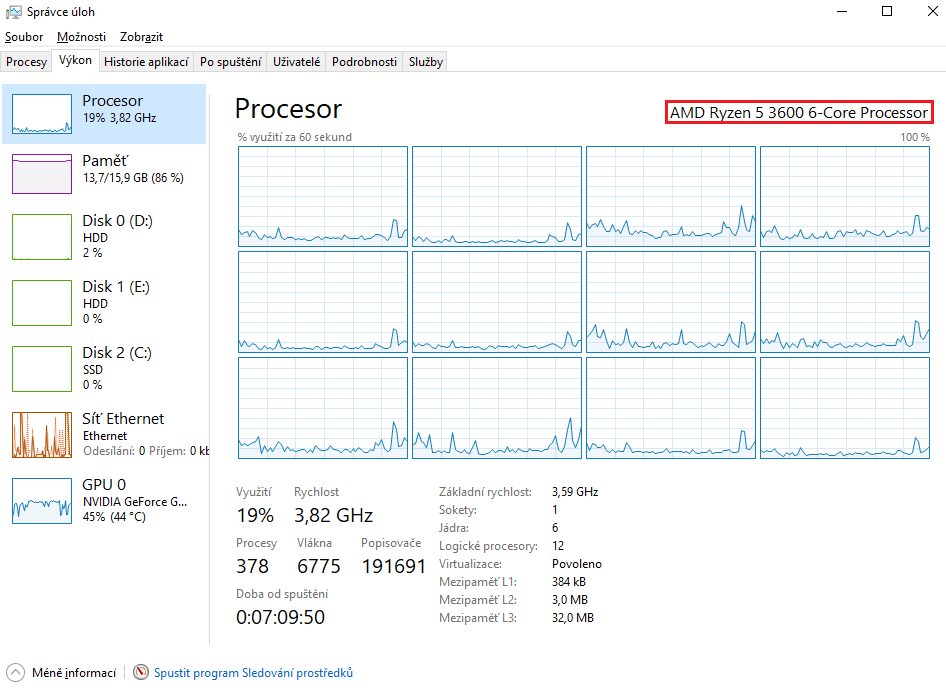 Správce úloh
Soubor Možnosti Zobrazit
Procesy Výkon Historie aplikací Po spuštění Uživatelé Podrobnosti Služby
Procesor
19% 3,82 GHz
Paměť
13,7/15,9 GB (86 %)
Disk 0 (D:)
HDD
2 %
Disk 1 (E:)
HDD
0 %
Disk 2 (C:)
SSD
0 %
Síť Ethernet
Ethernet
Odesílání: 0 Příjem: 0 kb
GPU 0
NVIDIA GeForce G...
45% (44 °C)
Procesor
AMD Ryzen 5 3600 6-Core Processor
% využití za 60 sekund
100 %
Využití Rychlost
19% 3,82 GHz
Procesy Vlákna Popisovače
378 6775 191691
Doba od spuštění
0:07:09:50
Základní rychlost: 3,59 GHz
Sokety: 1
Jádra: 6
Logické procesory: 12
Virtualizace: Povoleno
Mezipaměť L1: 384 kB
Mezipaměť L2: 3,0 MB
Mezipaměť L3: 32,0 MB
Méně informací
Spustit program Sledování prostředků